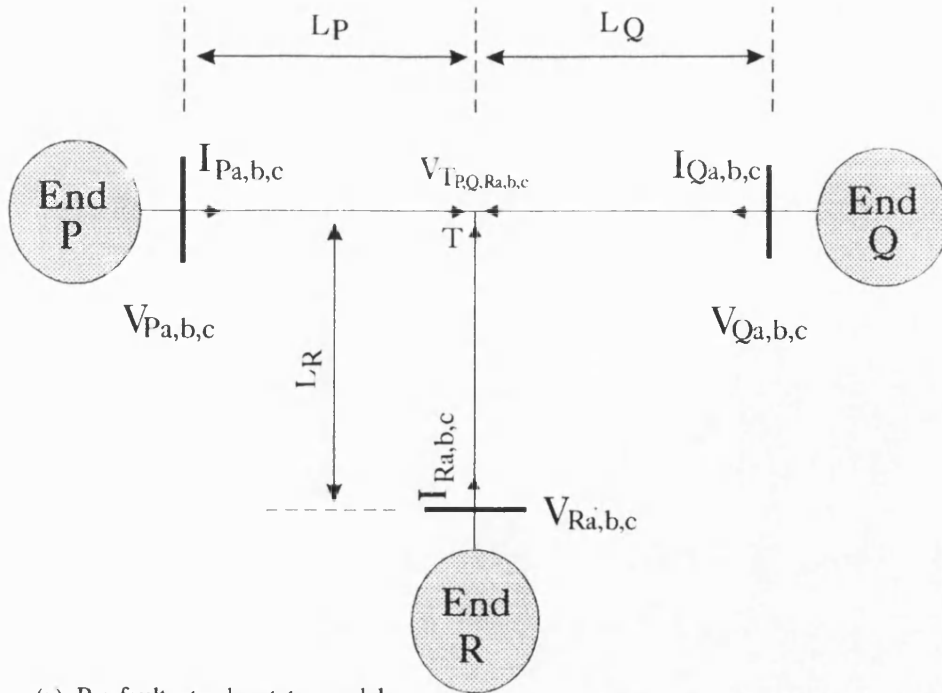 LP
LQ
IPa,b,c
VTP,Q,Ra,b,c
IQa,b,c
End
P
T
End
Q
VPa,b,c
VQa,b,c
LR
IRa,b,c
VRa,b,c
End
R